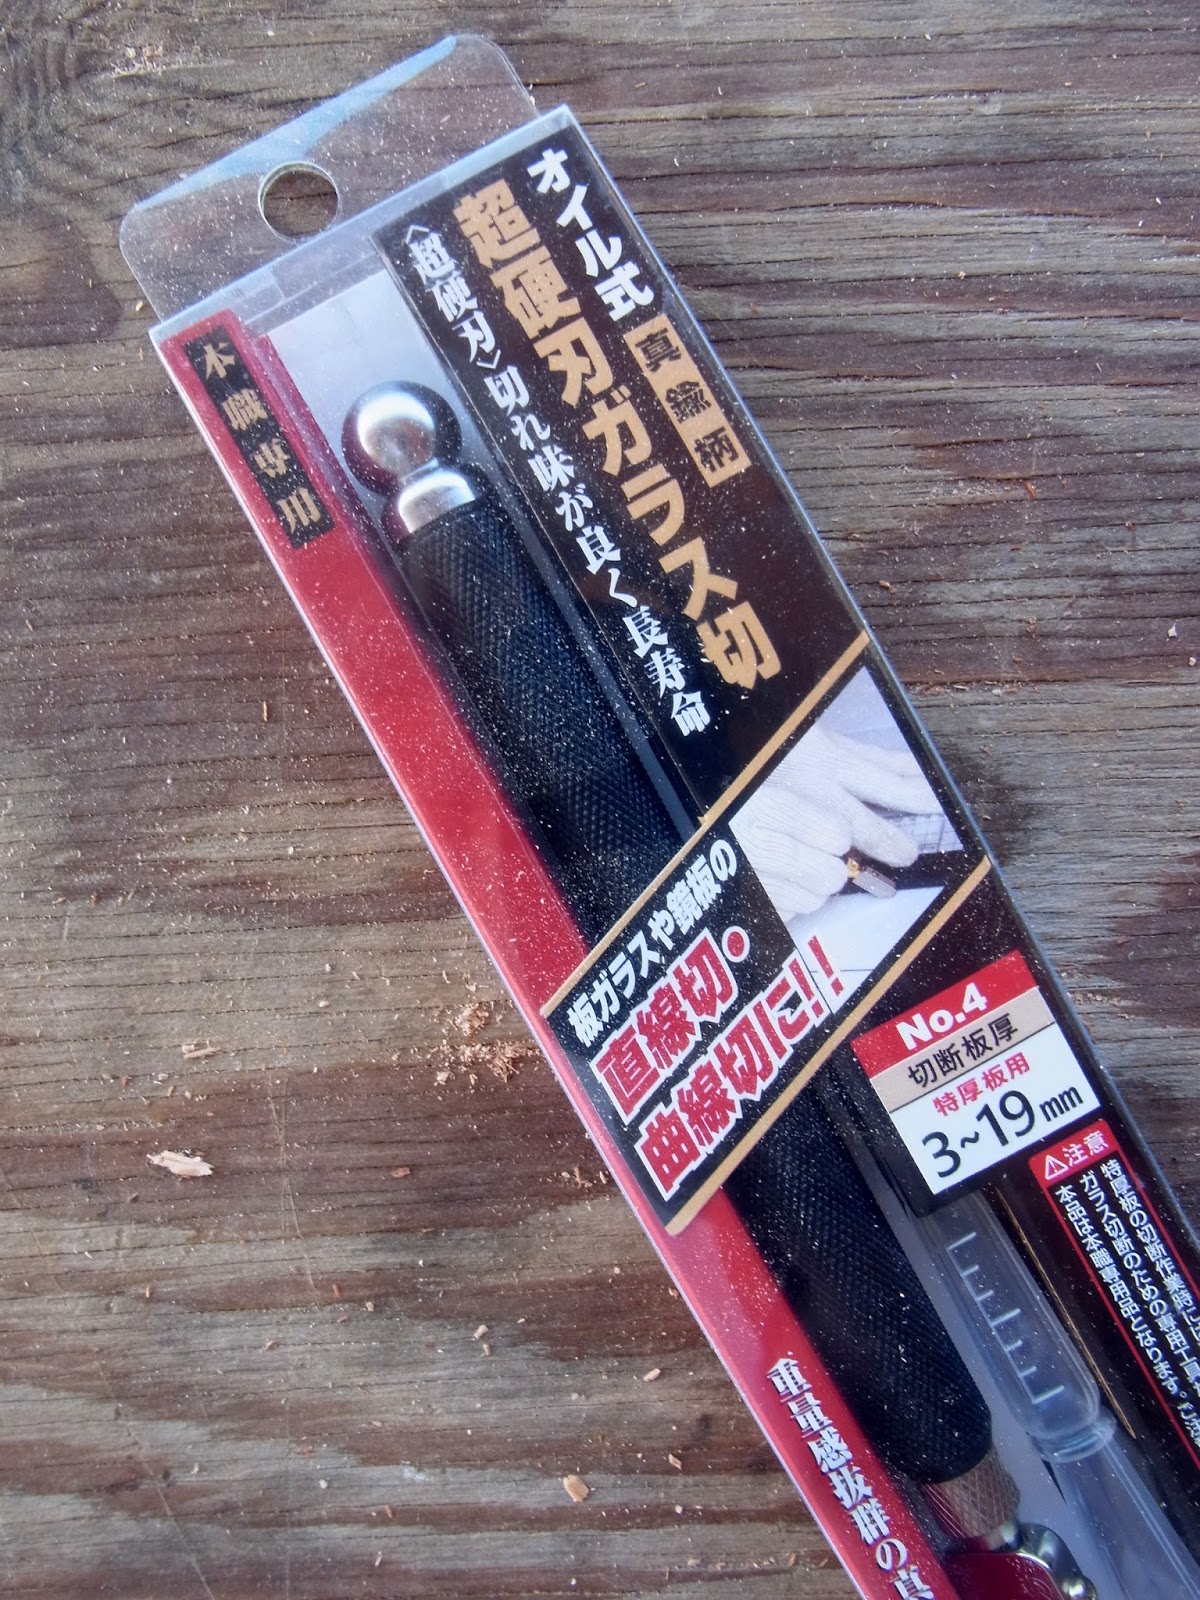 オイル式 真鍮柄
超硬刃ガラス切
〈超硬刃〉切れ味が良く長寿命
本職専用
板ガラスや鏡板の
直線切・
曲線切に!!
No.4
切断板厚
特厚板用
3~19mm
⚠注意
特厚板の切断作業
ガラス切断のための専用工具
本品は本職専用品となります。
重量感抜群の真